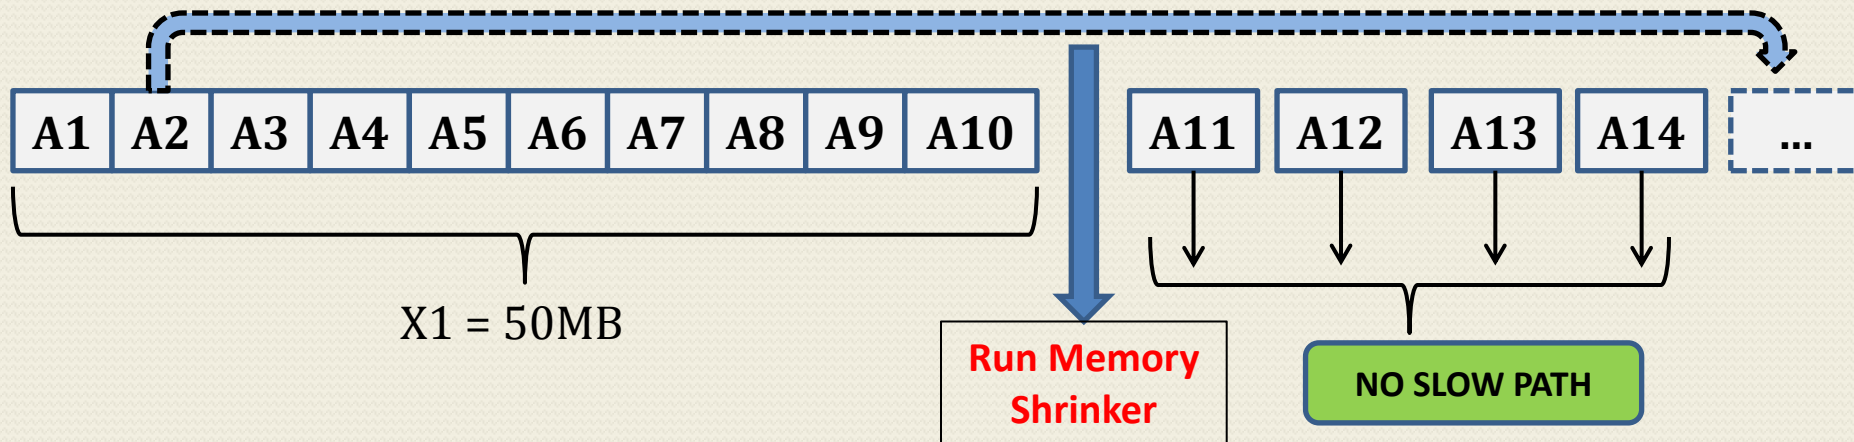 A1 A2 A3 A4 A5 A6 A7 A8 A9 A10 A11 A12 A13 A14 ...
X1 = 50MB
Run Memory
Shrinker
NO SLOW PATH